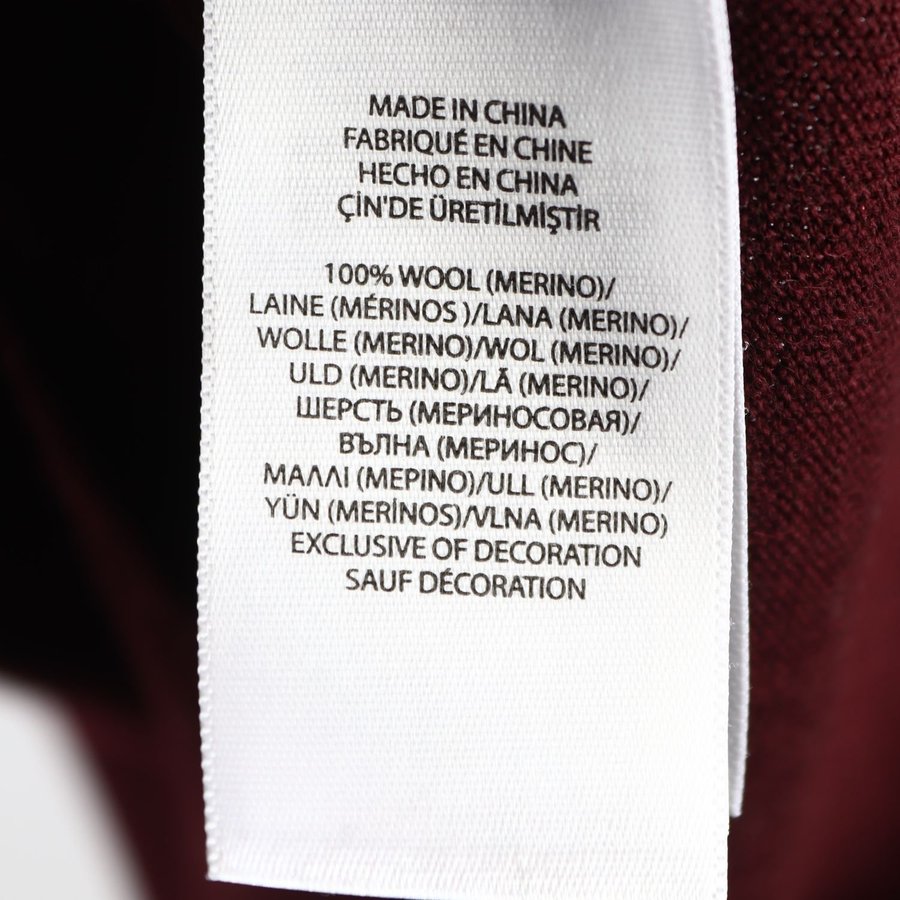 MADE IN CHINA
FABRIQUÉ EN CHINE
HECHO EN CHINA
ÇİN'DE ÜRETİLMİŞTİR
100% WOOL (MERINO)/
LAINE (MÉRINOS )/LANA (MERINO)/
WOLLE (MERINO)/WOL (MERINO)/
ULD (MERINO)/LÃ (MERINO)/
ШЕРСТЬ (МЕРИНОСОВАЯ)/
ВЪЛНА (МЕРИНОС)/
ΜΑΛΛΙ (ΜΕΡΙΝΟ)/ULL (MERINO)/
YÜN (MERİNOS)/VLNA (MERINO)
EXCLUSIVE OF DECORATION
SAUF DÉCORATION